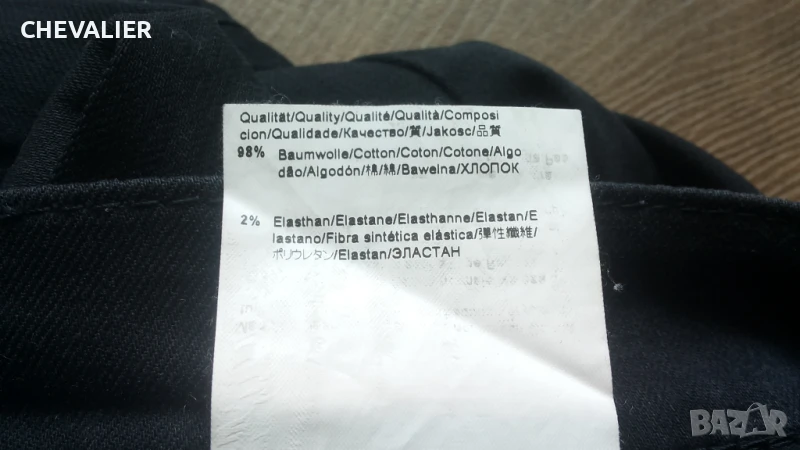 CHEVALIER
Qualität/Quality/Qualité/Qualità/Composi
cion/Qualidade/Качество/質/Jakosc/品質
98% Baumwolle/Cotton/Coton/Cotone/Algo
dão/Algodón/棉/綿/Bawelna/ХЛОПОК
2% Elasthan/Elastane/Elasthanne/Elastan/E
lastano/Fibra sintética elástica/彈性纖維/
ポリウレタン/Elastan/ЭЛАСТАН
BAZAR